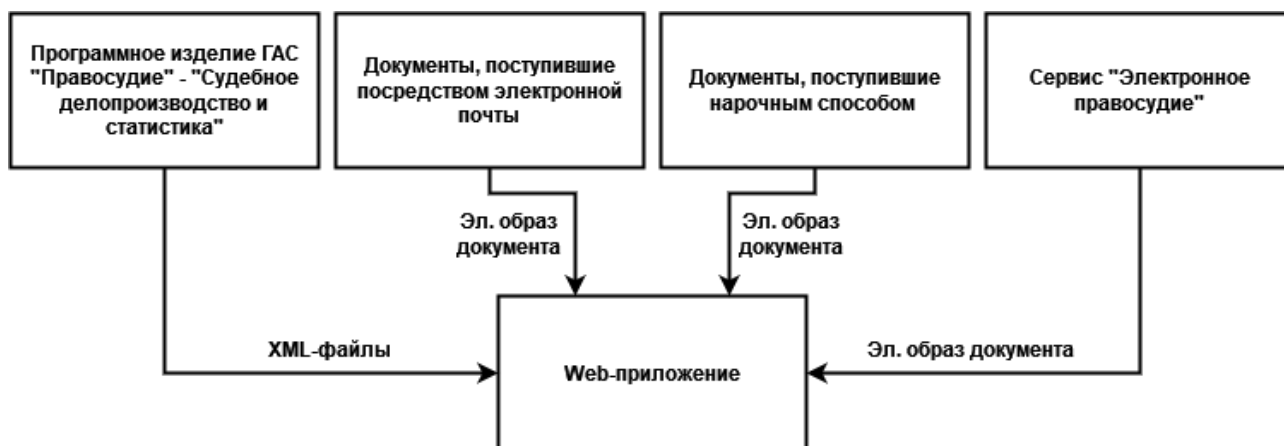 Программное изделие ГАС
"Правосудие" - "Судебное
делопроизводство и
статистика"
Документы, поступившие
посредством электронной
почты
Документы, поступившие
нарочным способом
Сервис "Электронное
правосудие"
Эл. образ
документа
Эл. образ
документа
XML-файлы
Эл. образ документа
Web-приложение